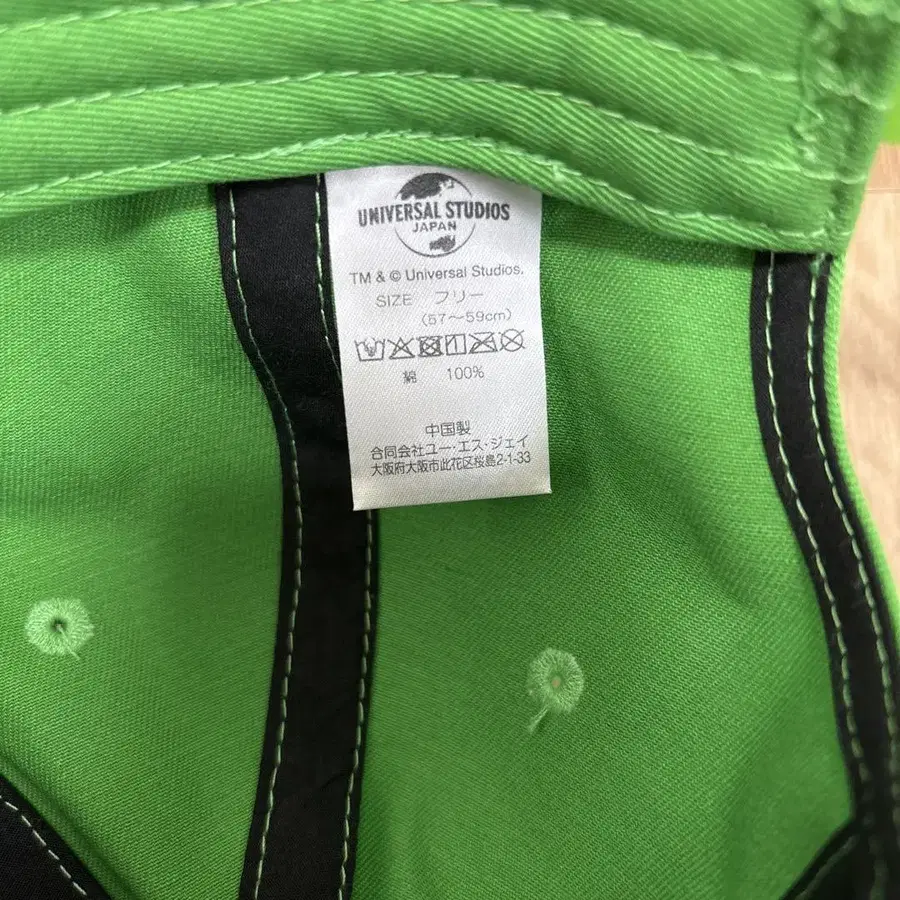 UNIVERSAL STUDIOS
JAPAN
TM & © Universal Studios.
SIZE フリー
(57～59cm)
綿 100%
中国製
合同会社ユー・エス・ジェイ
大阪府大阪市此花区桜島2-1-33